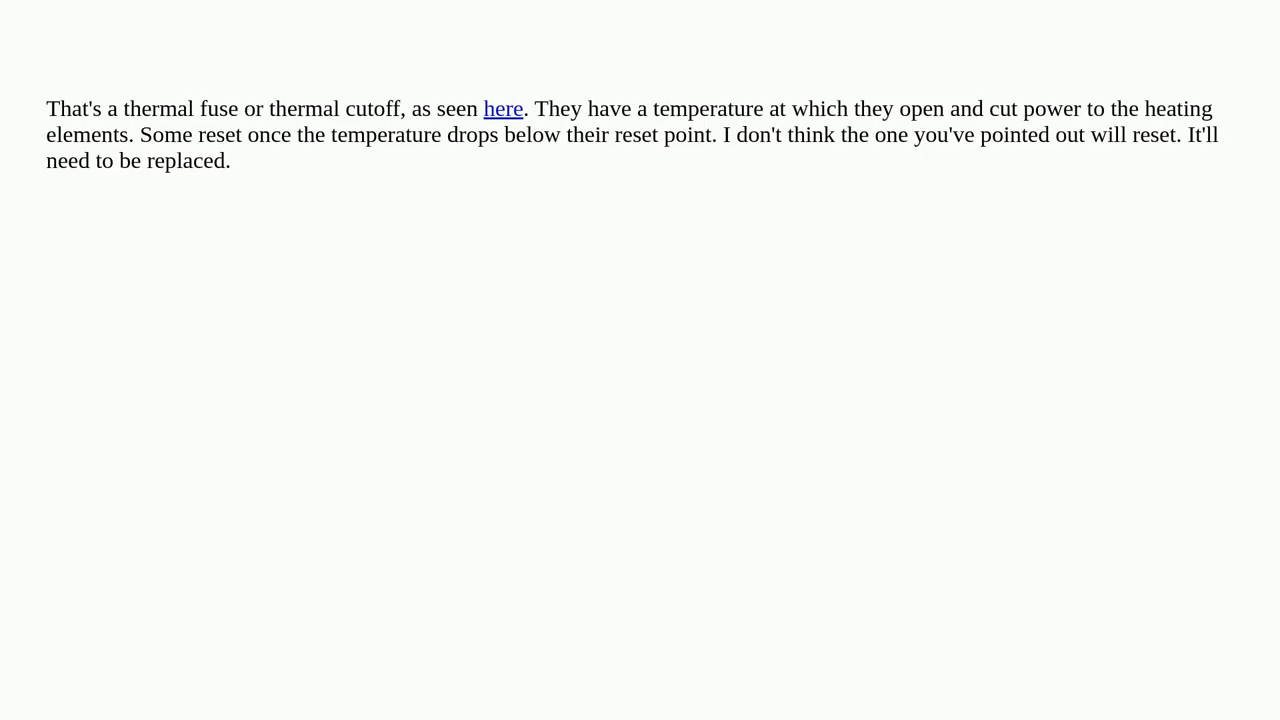 That's a thermal fuse or thermal cutoff, as seen here. They have a temperature at which they open and cut power to the heating
elements. Some reset once the temperature drops below their reset point. I don't think the one you've pointed out will reset. It'll
need to be replaced.